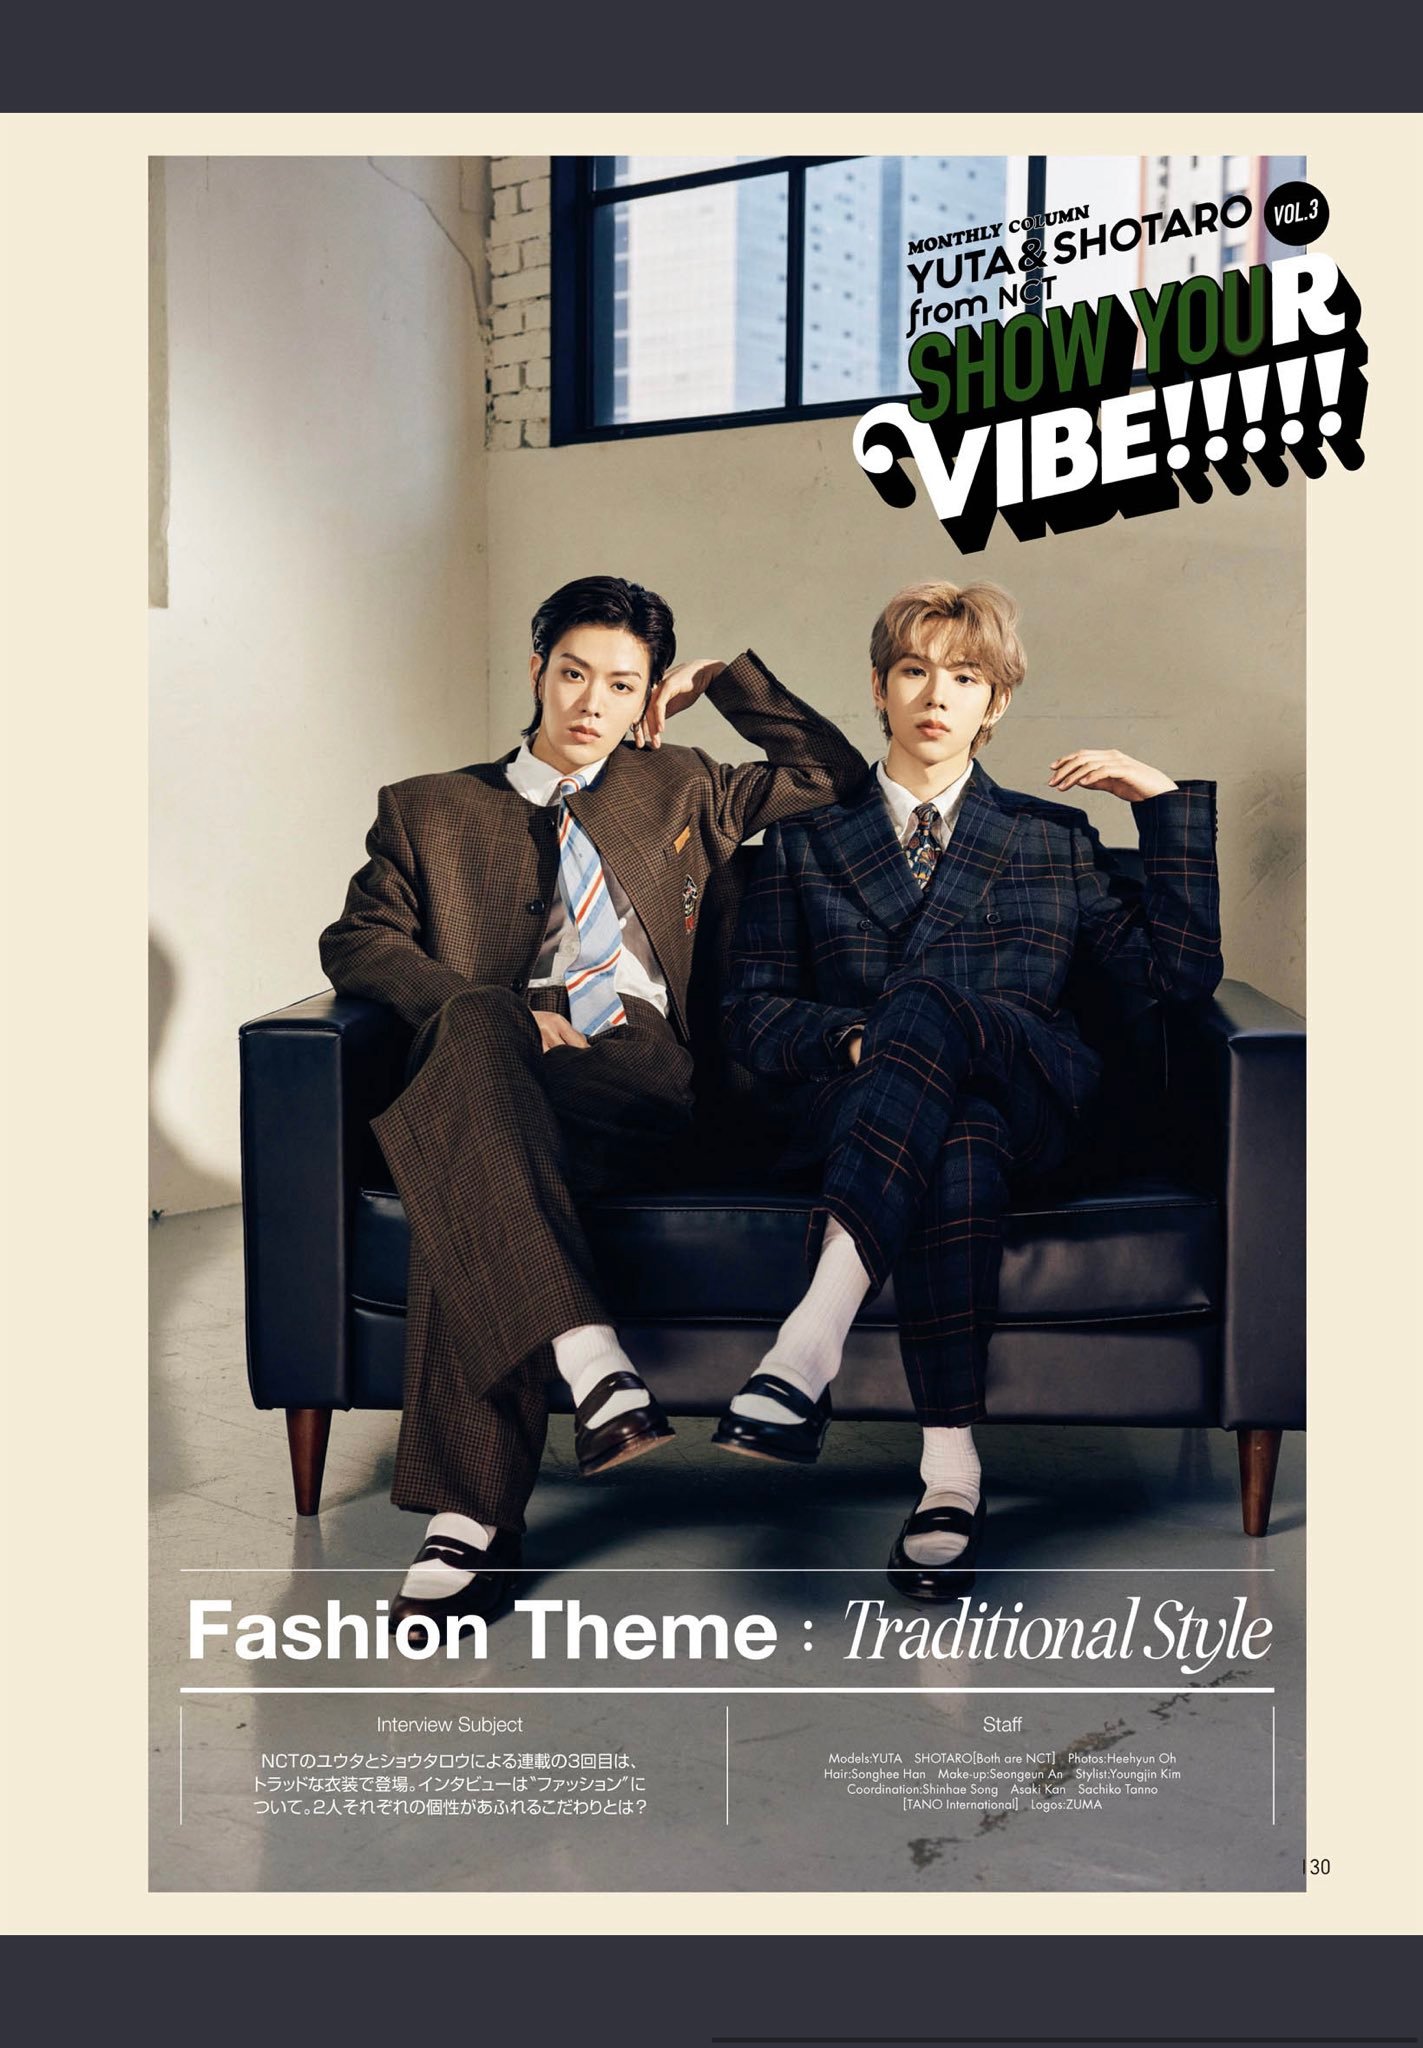 MONTHLY COLUMN
YUTA&SHOTARO VOL.3
from NCT
SHOW YOUR
VIBE!!!!!
Fashion Theme : Traditional Style
Interview Subject
NCTのユウタとショウタロウによる連載の3回目は、
トラッドな衣装で登場。インタビューは“ファッション”に
ついて。2人それぞれの個性があふれるこだわりとは?
Staff
Models:YUTA SHOTARO[Both are NCT] Photos:Heehyun Oh
Hair:Songhee Han Make-up:Seongeun An Stylist:Youngjin Kim
Coordination:Shinhae Song Asaki Kan Sachiko Tanno
[TANO International] Logos:ZUMA
130